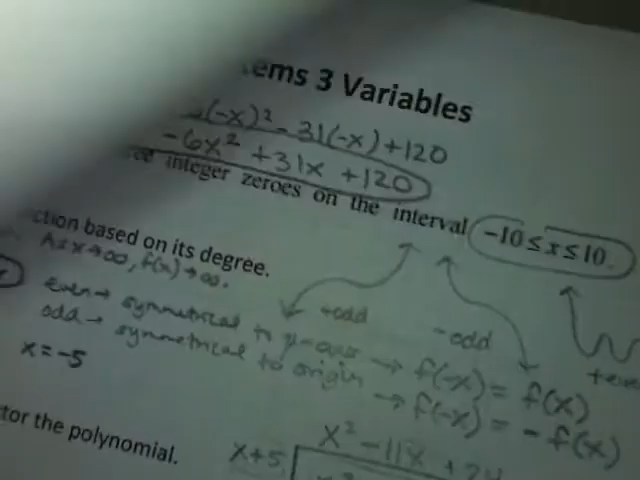 ems 3 Variables
(-x)² - 31(-x) + 120
-6x² + 31x + 120
integer zeroes on the interval -10 ≤ x ≤ 10.
ction based on its degree.
As x → ∞, f(x) → ∞.
Even → symmetrical to y-axis → f(-x) = f(x)
odd → symmetrical to origin → f(-x) = - f(x)
+odd
-odd
x = -5
tor the polynomial.
x² - 11x + 24
x+5